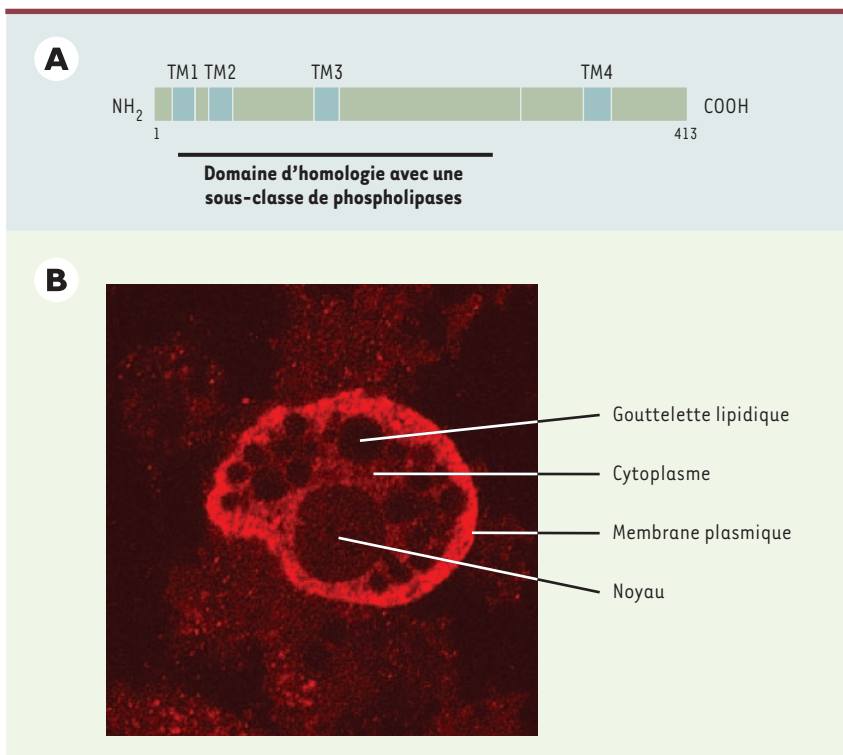 A
TM1 TM2 TM3 TM4
NH2 COOH
1 413
Domaine d’homologie avec une
sous-classe de phospholipases
B
Gouttelette lipidique
Cytoplasme
Membrane plasmique
Noyau